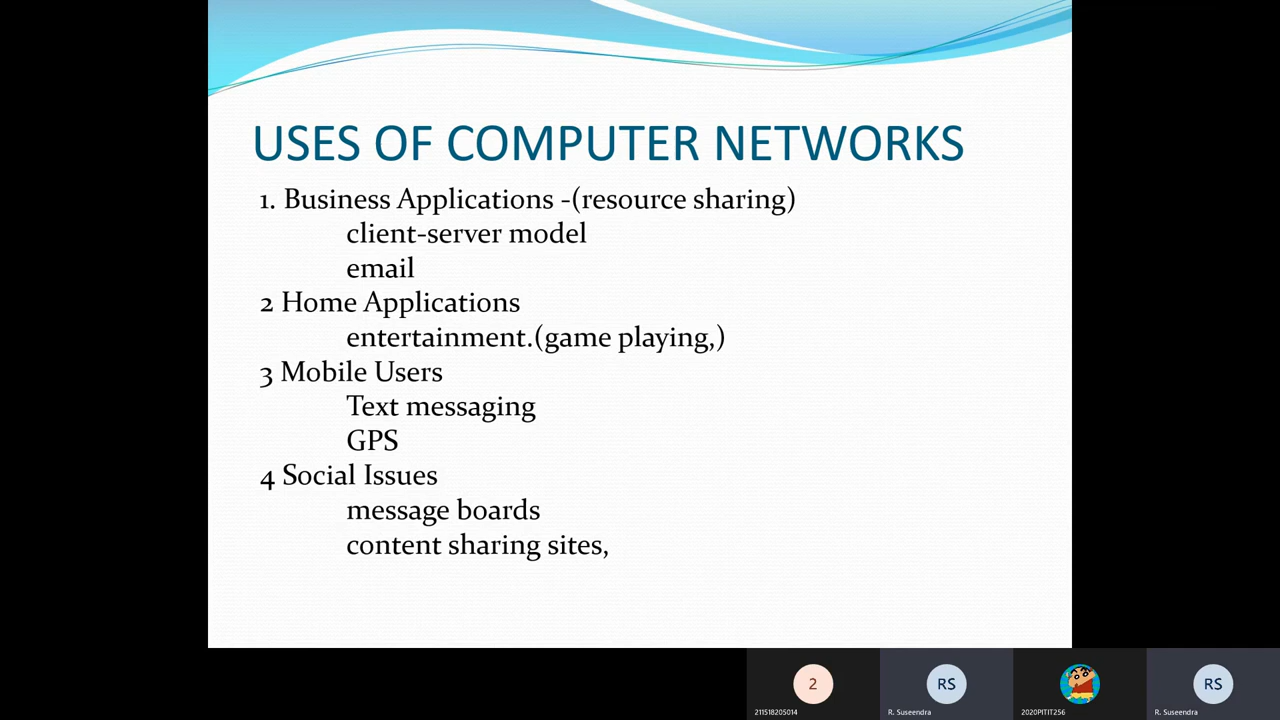 USES OF COMPUTER NETWORKS
1. Business Applications -(resource sharing)
client-server model
email
2 Home Applications
entertainment.(game playing,)
3 Mobile Users
Text messaging
GPS
4 Social Issues
message boards
content sharing sites,
2
RS
RS
211518205014
R. Suseendra
2020PITIT256
R. Suseendra